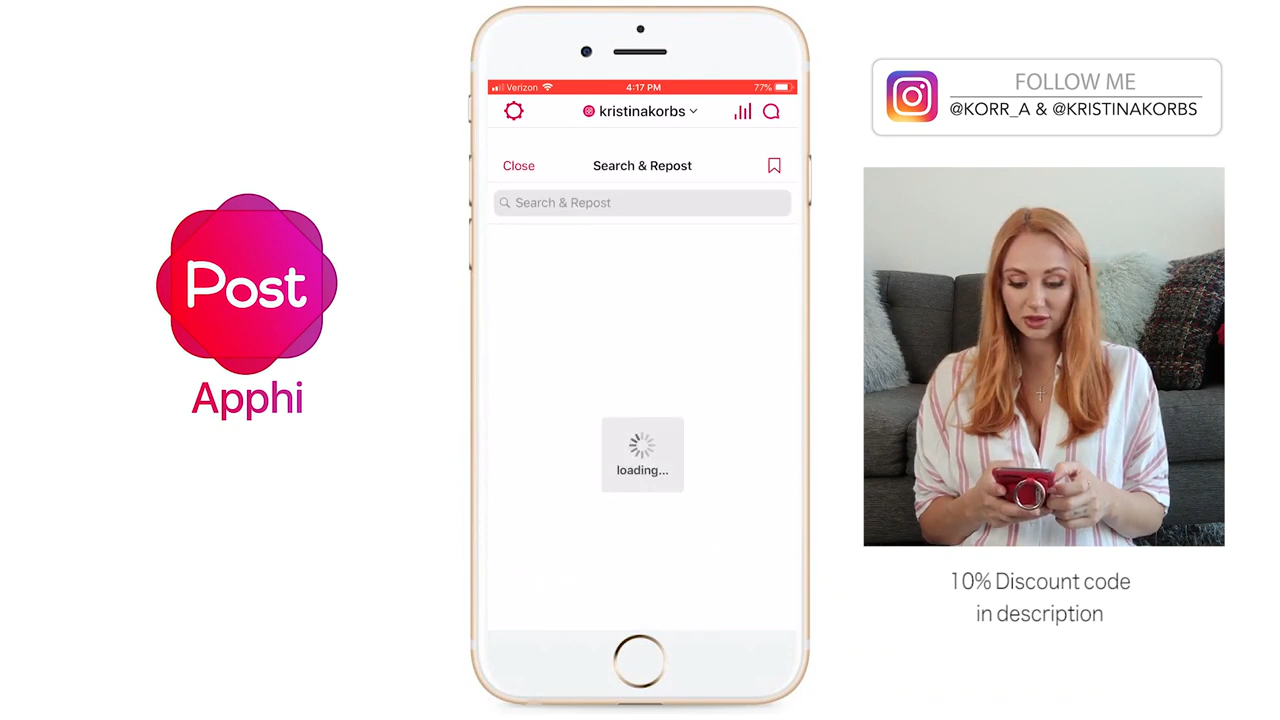 Post
Apphi
Verizon 4:17 PM 77%
kristinakorbs
Close Search & Repost
Search & Repost
loading...
FOLLOW ME
@KORR_A & @KRISTINAKORBS
10% Discount code
in description